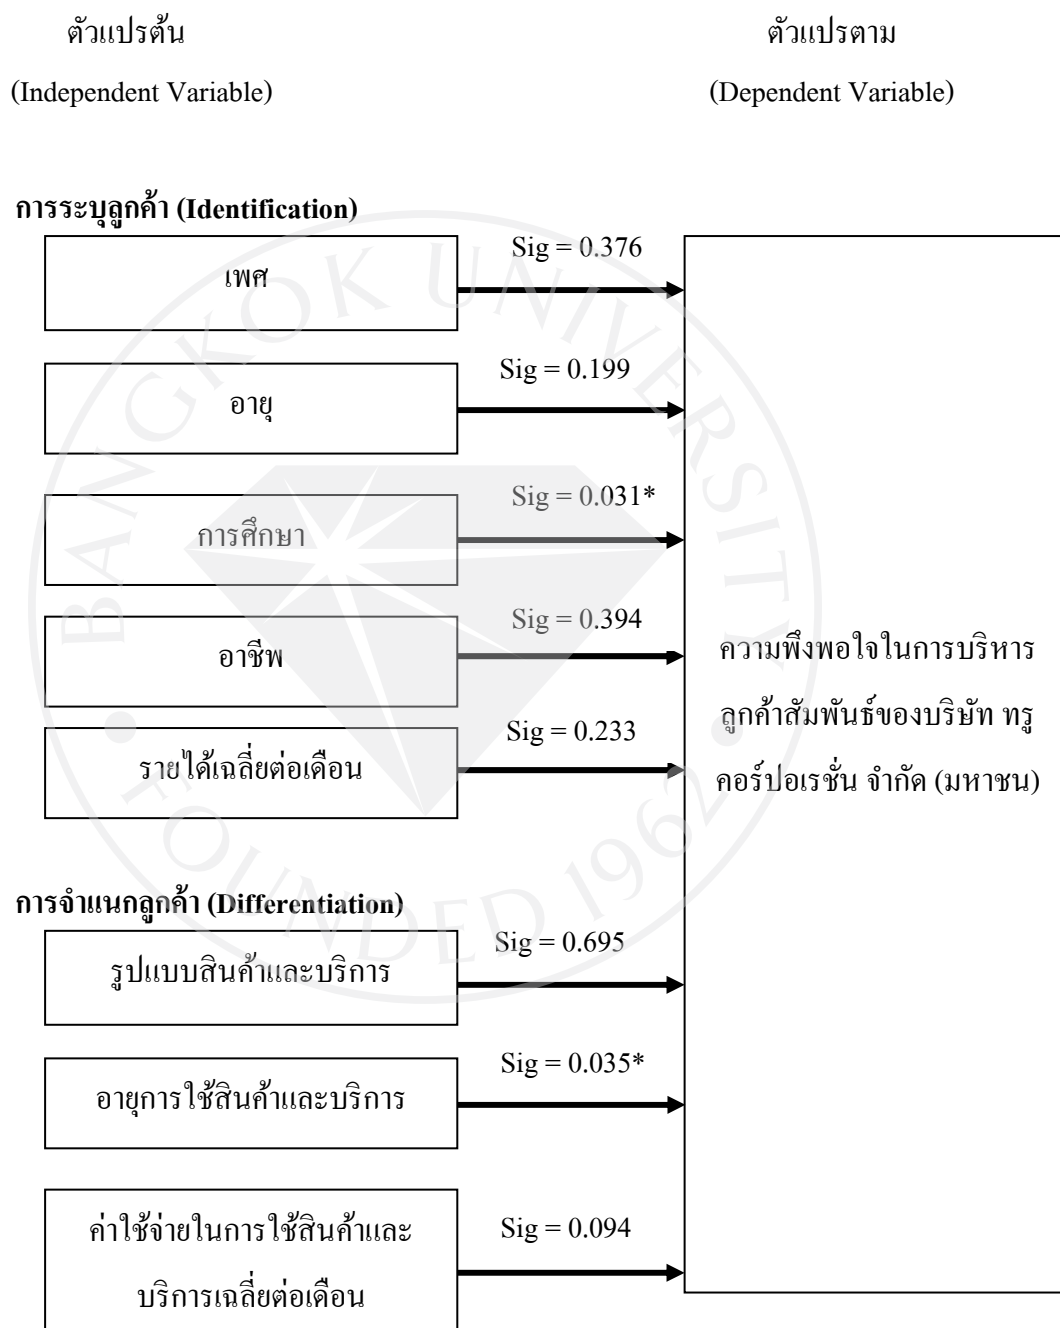 ตัวแปรต้น
(Independent Variable)
ตัวแปรตาม
(Dependent Variable)
การระบุลูกค้า (Identification)
เพศ
Sig = 0.376
อายุ
Sig = 0.199
การศึกษา
Sig = 0.031*
อาชีพ
Sig = 0.394
รายได้เฉลี่ยต่อเดือน
Sig = 0.233
ความพึงพอใจในการบริหาร
ลูกค้าสัมพันธ์ของบริษัท ทรู
คอร์ปอเรชั่น จำกัด (มหาชน)
การจำแนกลูกค้า (Differentiation)
รูปแบบสินค้าและบริการ
Sig = 0.695
อายุการใช้สินค้าและบริการ
Sig = 0.035*
ค่าใช้จ่ายในการใช้สินค้าและ
บริการเฉลี่ยต่อเดือน
Sig = 0.094
BANGKOK UNIVERSITY
FOUNDED 1962